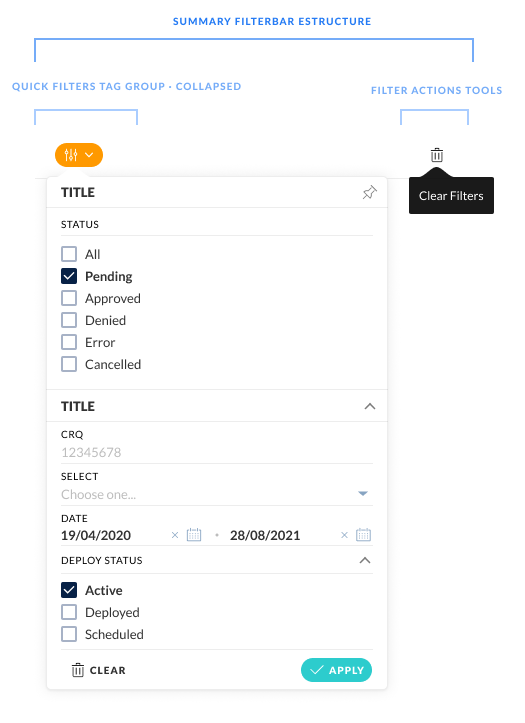 SUMMARY FILTERBAR ESTRUCTURE
QUICK FILTERS TAG GROUP · COLLAPSED
FILTER ACTIONS TOOLS
Clear Filters
TITLE
STATUS
All
Pending
Approved
Denied
Error
Cancelled
TITLE
CRQ
12345678
SELECT
Choose one...
DATE
19/04/2020 × • 28/08/2021 ×
DEPLOY STATUS
Active
Deployed
Scheduled
CLEAR APPLY